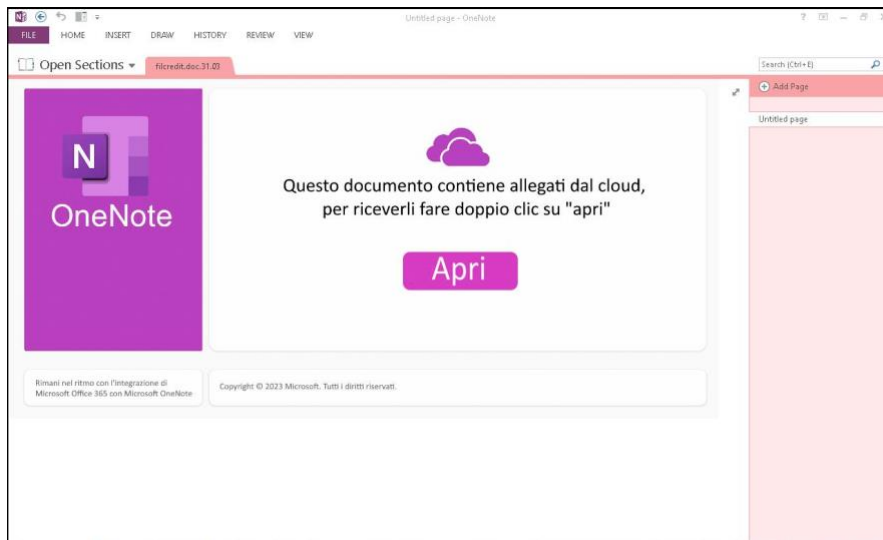 Untitled page - OneNote
FILE HOME INSERT DRAW HISTORY REVIEW VIEW
Open Sections
filcredit.doc.31.03
Search (Ctrl+E)
Add Page
Untitled page
N
OneNote
Questo documento contiene allegati dal cloud,
per riceverli fare doppio clic su "apri"
Apri
Rimani nel ritmo con l'integrazione di
Microsoft Office 365 con Microsoft OneNote
Copyright © 2023 Microsoft. Tutti i diritti riservati.